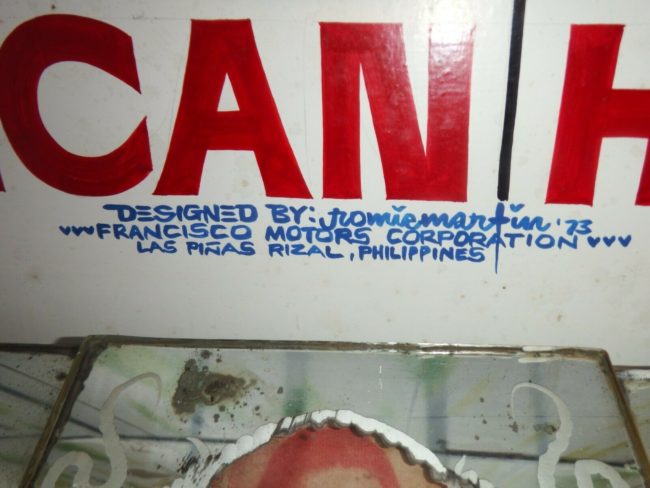 CAN H
DESIGNED BY: romiemartin '73
FRANCISCO MOTORS CORPORATION
LAS PIÑAS RIZAL, PHILIPPINES